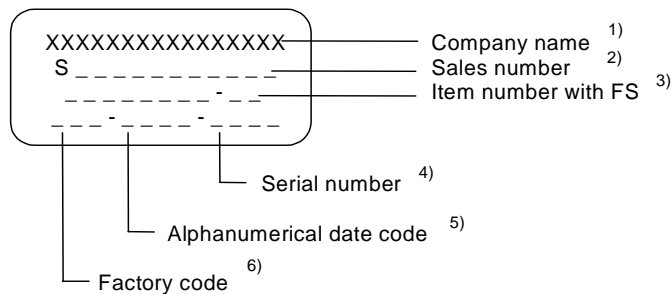 XXXXXXXXXXXXXXXX Company name 1)
S_ _ _ _ _ _ _ _ _ _ _ _ Sales number 2)
_ _ _ _ _ _ _ _ - _ _ Item number with FS 3)
_ _ _ - _ _ _ _ _ - _ _ _ _
Serial number 4)
Alphanumerical date code 5)
Factory code 6)